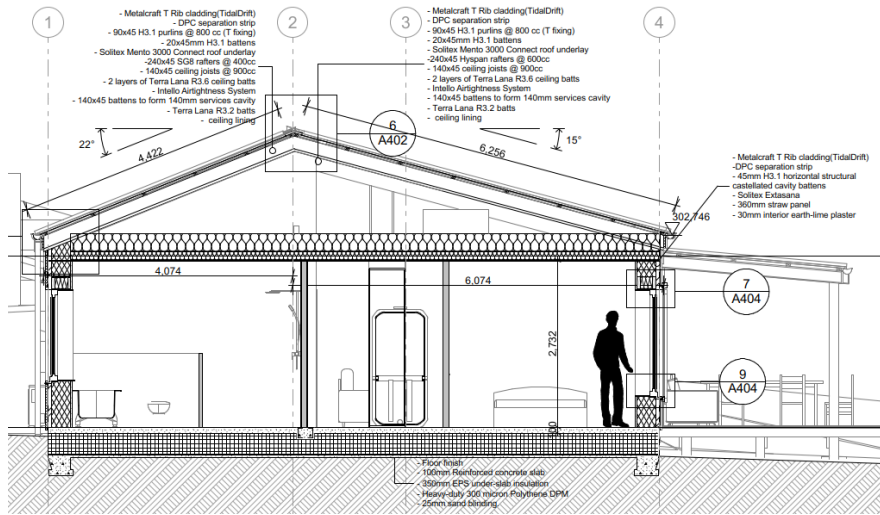 1
2
3
4
- Metalcraft T Rib cladding(TidalDrift)
- DPC separation strip
- 90x45 H3.1 purlins @ 800 cc (T fixing)
- 20x45mm H3.1 battens
- Solitex Mento 3000 Connect roof underlay
-240x45 SG8 rafters @ 400cc
- 140x45 ceiling joists @ 900cc
- 2 layers of Terra Lana R3.6 ceiling batts
- Intello Airtightness System
- 140x45 battens to form 140mm services cavity
- Terra Lana R3.2 batts
- ceiling lining
- Metalcraft T Rib cladding(TidalDrift)
- DPC separation strip
- 90x45 H3.1 purlins @ 800 cc (T fixing)
- 20x45mm H3.1 battens
- Solitex Mento 3000 Connect roof underlay
-240x45 Hyspan rafters @ 600cc
- 140x45 ceiling joists @ 900cc
- 2 layers of Terra Lana R3.6 ceiling batts
- Intello Airtightness System
- 140x45 battens to form 140mm services cavity
- Terra Lana R3.2 batts
- ceiling lining
6
A402
22°
4,422
6,256
15°
- Metalcraft T Rib cladding(TidalDrift)
-DPC separation strip
- 45mm H3.1 horizontal structural
castellated cavity battens
- Solitex Extasana
- 360mm straw panel
- 30mm interior earth-lime plaster
302,746
4,074
6,074
7
A404
2,732
9
A404
100
- Floor finish
- 100mm Reinforced concrete slab
- 350mm EPS under-slab insulation
- Heavy-duty 300 micron Polythene DPM
- 25mm sand blinding.